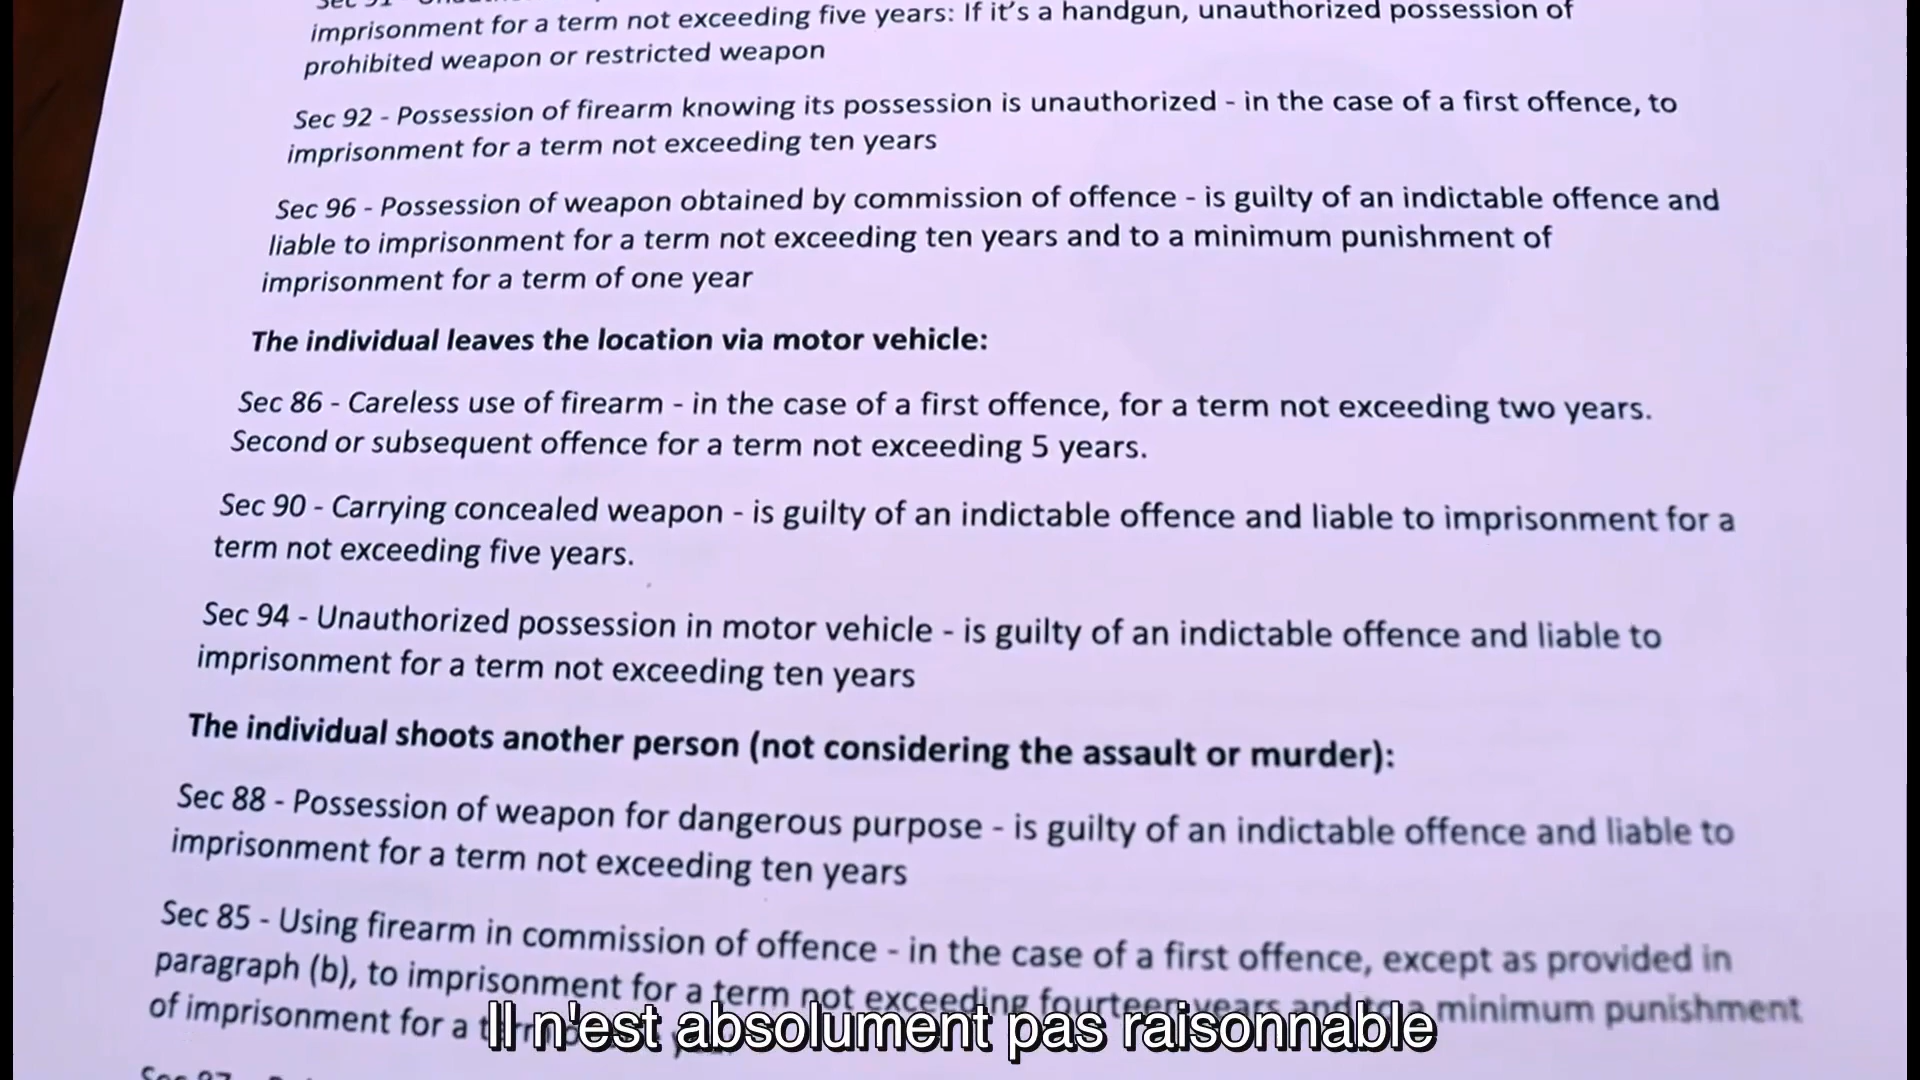 imprisonment for a term not exceeding five years: If it's a handgun, unauthorized possession of
prohibited weapon or restricted weapon
Sec 92 - Possession of firearm knowing its possession is unauthorized - in the case of a first offence, to
imprisonment for a term not exceeding ten years
Sec 96 - Possession of weapon obtained by commission of offence - is guilty of an indictable offence and
liable to imprisonment for a term not exceeding ten years and to a minimum punishment of
imprisonment for a term of one year
The individual leaves the location via motor vehicle:
Sec 86 - Careless use of firearm - in the case of a first offence, for a term not exceeding two years.
Second or subsequent offence for a term not exceeding 5 years.
Sec 90 - Carrying concealed weapon - is guilty of an indictable offence and liable to imprisonment for a
term not exceeding five years.
Sec 94 - Unauthorized possession in motor vehicle - is guilty of an indictable offence and liable to
imprisonment for a term not exceeding ten years
The individual shoots another person (not considering the assault or murder):
Sec 88 - Possession of weapon for dangerous purpose - is guilty of an indictable offence and liable to
imprisonment for a term not exceeding ten years
Sec 85 - Using firearm in commission of offence - in the case of a first offence, except as provided in
paragraph (b), to imprisonment for a term not exceeding fourteen years and to a minimum punishment
of imprisonment for a
Il n'est absolument pas raisonnable